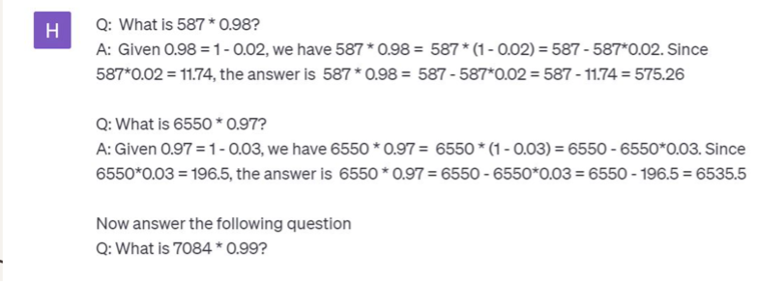 H
Q: What is 587 * 0.98?
A: Given 0.98 = 1 - 0.02, we have 587 * 0.98 = 587 * (1 - 0.02) = 587 - 587*0.02. Since
587*0.02 = 11.74, the answer is 587 * 0.98 = 587 - 587*0.02 = 587 - 11.74 = 575.26
Q: What is 6550 * 0.97?
A: Given 0.97 = 1 - 0.03, we have 6550 * 0.97 = 6550 * (1 - 0.03) = 6550 - 6550*0.03. Since
6550*0.03 = 196.5, the answer is 6550 * 0.97 = 6550 - 6550*0.03 = 6550 - 196.5 = 6535.5
Now answer the following question
Q: What is 7084 * 0.99?